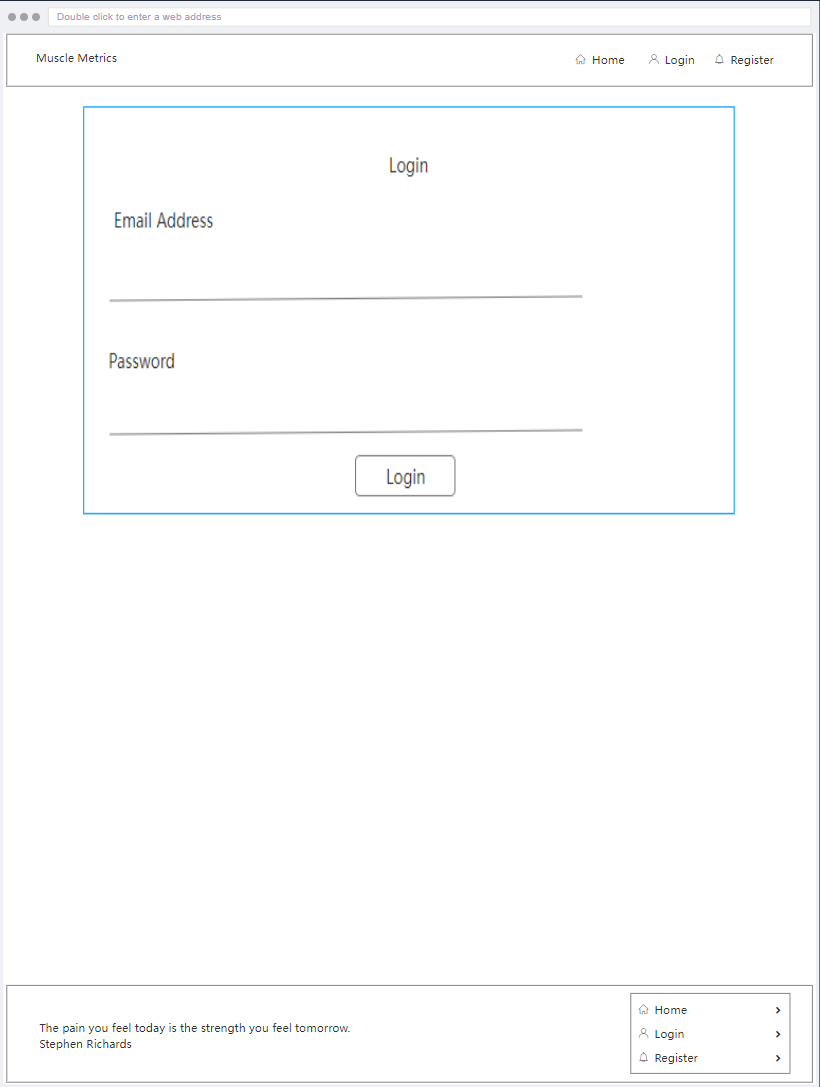 Double click to enter a web address
Muscle Metrics
Home
Login
Register
Login
Email Address
Password
Login
The pain you feel today is the strength you feel tomorrow.
Stephen Richards
Home
Login
Register